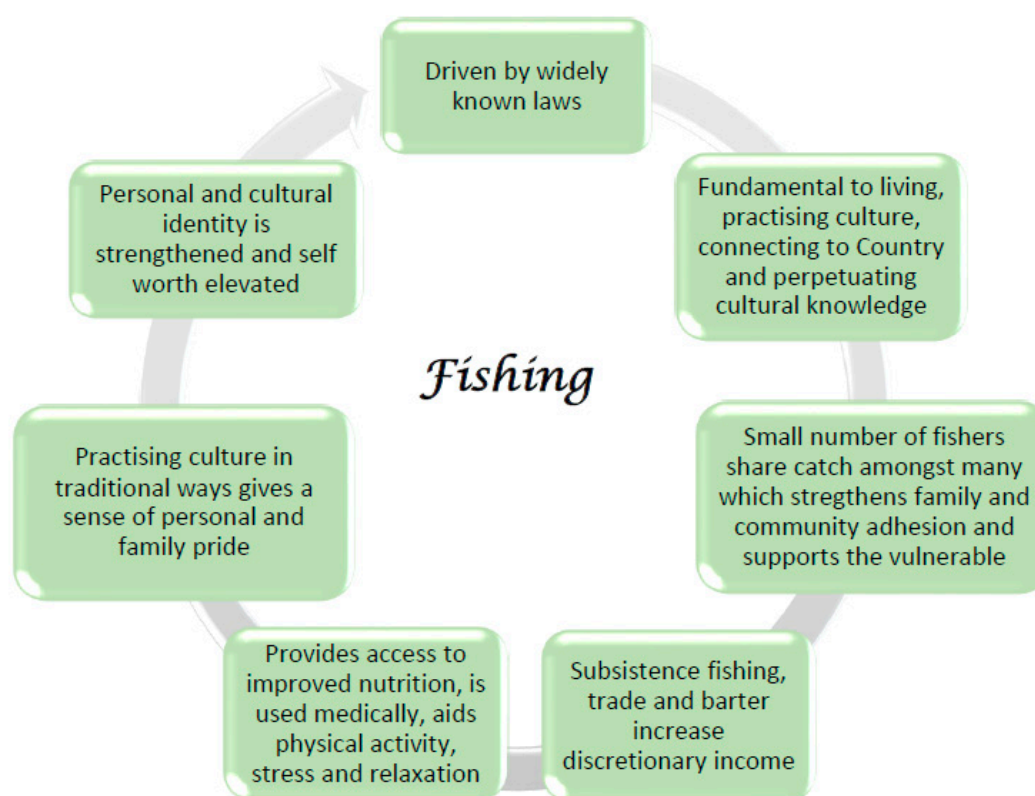 Driven by widely
known laws
Fundamental to living,
practising culture,
connecting to Country
and perpetuating
cultural knowledge
Small number of fishers
share catch amongst many
which stregthens family and
community adhesion and
supports the vulnerable
Subsistence fishing,
trade and barter
increase
discretionary income
Provides access to
improved nutrition, is
used medically, aids
physical activity,
stress and relaxation
Practising culture in
traditional ways gives a
sense of personal and
family pride
Personal and cultural
identity is
strengthened and self
worth elevated
Fishing